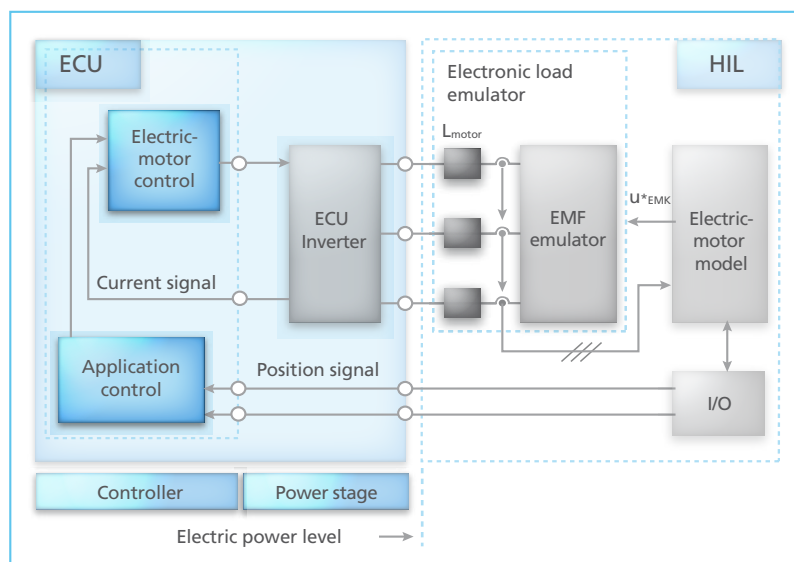 ECU
HIL
Electronic load
emulator
Electric-
motor
control
Lmotor
ECU
Inverter
EMF
emulator
u*EMK
Electric-
motor
model
Current signal
Application
control
Position signal
I/O
Controller
Power stage
Electric power level